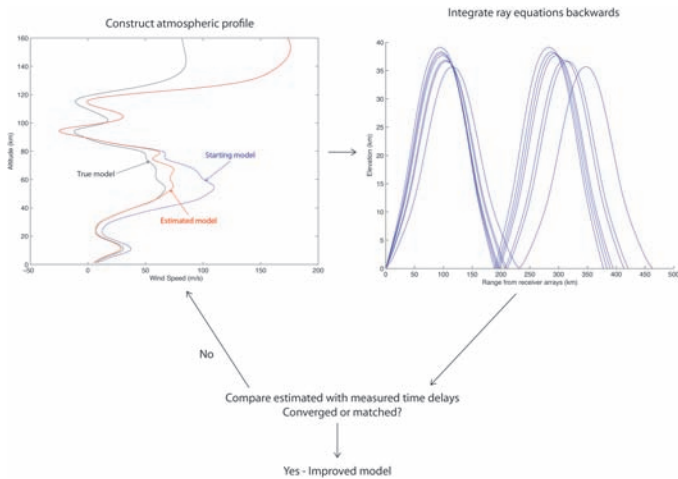 Construct atmospheric profile
Integrate ray equations backwards
160
140
120
100
80
60
40
20
0
Altitude (km)
True model
Starting model
Estimated model
-50
0
50
100
150
200
Wind Speed (m/s)
40
35
30
25
20
15
10
5
0
Elevation (km)
0
50
100
150
200
250
300
350
400
450
500
Range from receiver arrays (km)
No
Compare estimated with measured time delays
Converged or matched?
Yes - Improved model